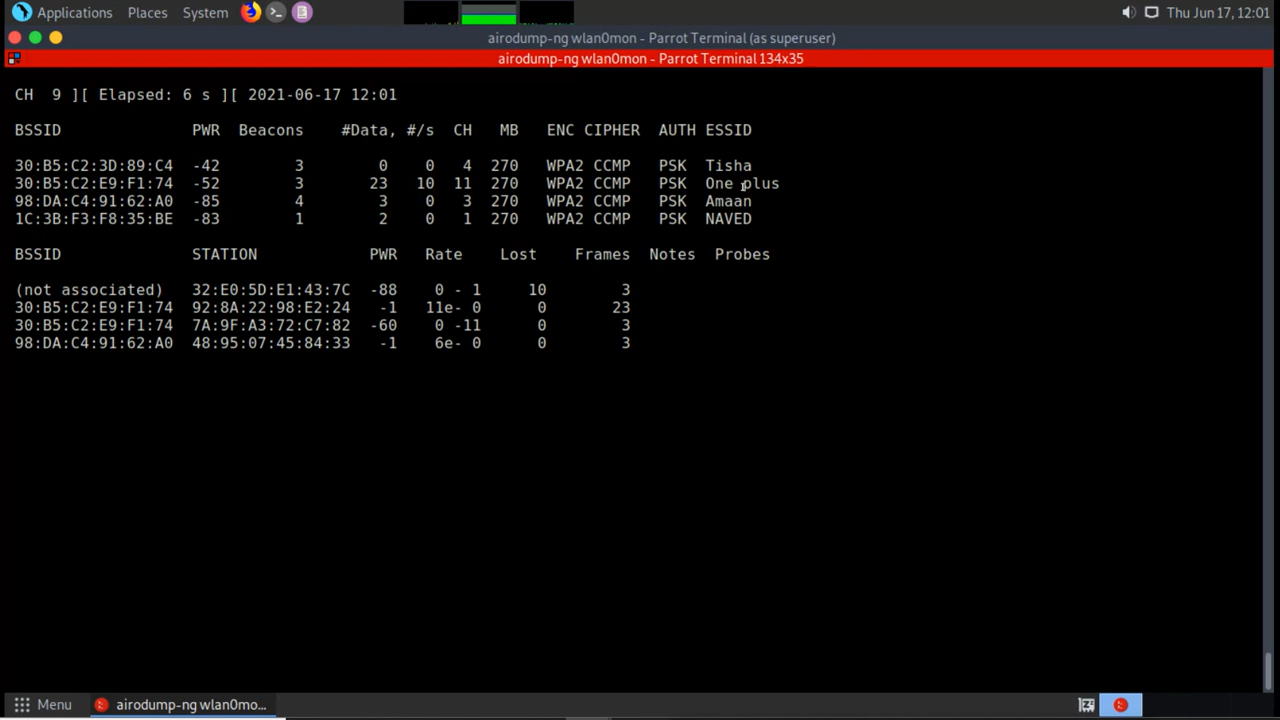 Applications Places System Thu Jun 17, 12:01
airodump-ng wlan0mon - Parrot Terminal (as superuser)
airodump-ng wlan0mon - Parrot Terminal 134x35
CH 9 ][ Elapsed: 6 s ][ 2021-06-17 12:01
BSSID PWR Beacons #Data, #/s CH MB ENC CIPHER AUTH ESSID
30:B5:C2:3D:89:C4 -42 3 0 0 4 270 WPA2 CCMP PSK Tisha
30:B5:C2:E9:F1:74 -52 3 23 10 11 270 WPA2 CCMP PSK One plus
98:DA:C4:91:62:A0 -85 4 3 0 3 270 WPA2 CCMP PSK Amaan
1C:3B:F3:F8:35:BE -83 1 2 0 1 270 WPA2 CCMP PSK NAVED
BSSID STATION PWR Rate Lost Frames Notes Probes
(not associated) 32:E0:5D:E1:43:7C -88 0 - 1 10 3
30:B5:C2:E9:F1:74 92:8A:22:98:E2:24 -1 11e- 0 0 23
30:B5:C2:E9:F1:74 7A:9F:A3:72:C7:82 -60 0 -11 0 3
98:DA:C4:91:62:A0 48:95:07:45:84:33 -1 6e- 0 0 3
Menu airodump-ng wlan0mo...